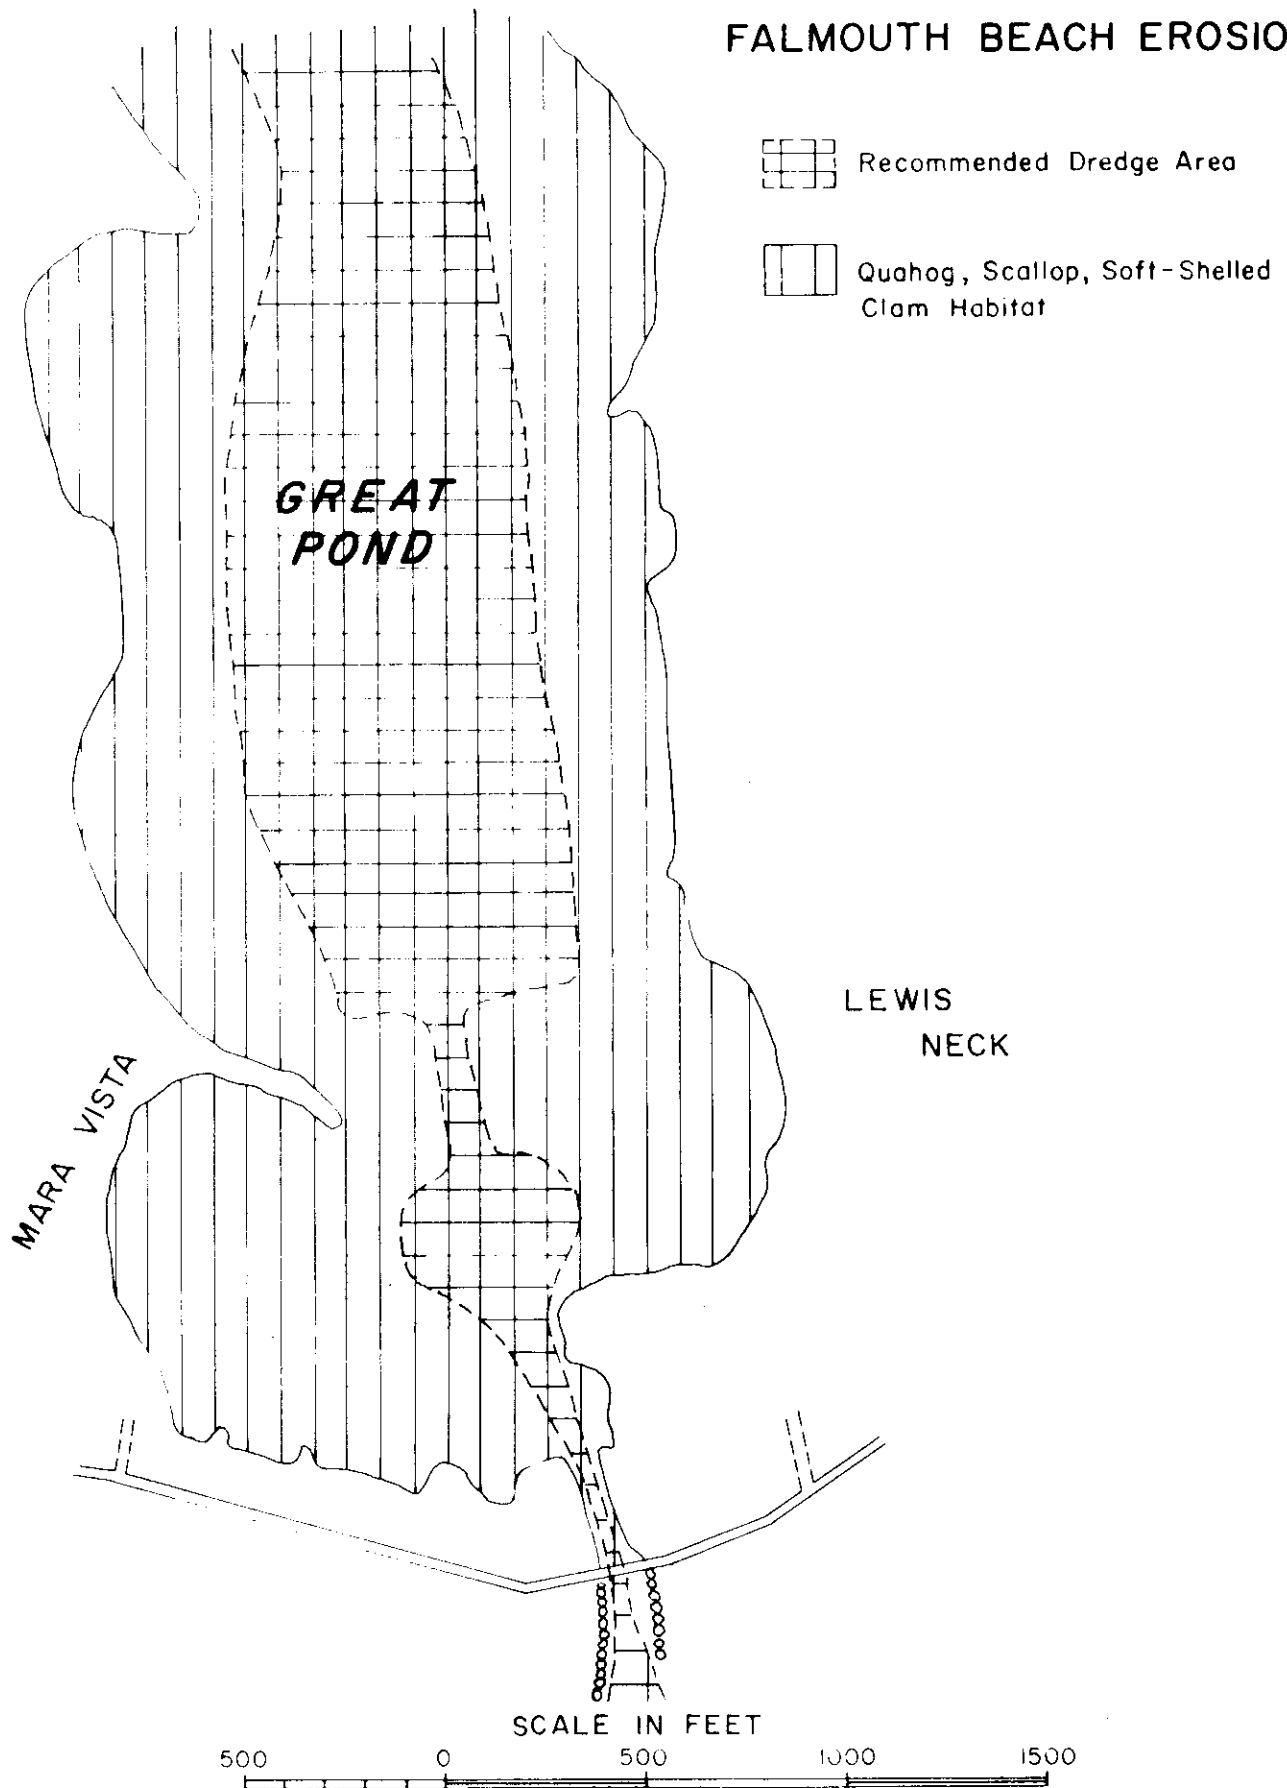 FALMOUTH BEACH EROSIO
Recommended Dredge Area
Quahog, Scallop, Soft-Shelled
Clam Habitat
GREAT
POND
LEWIS
NECK
MARA VISTA
SCALE IN FEET
500 0 500 1000 1500